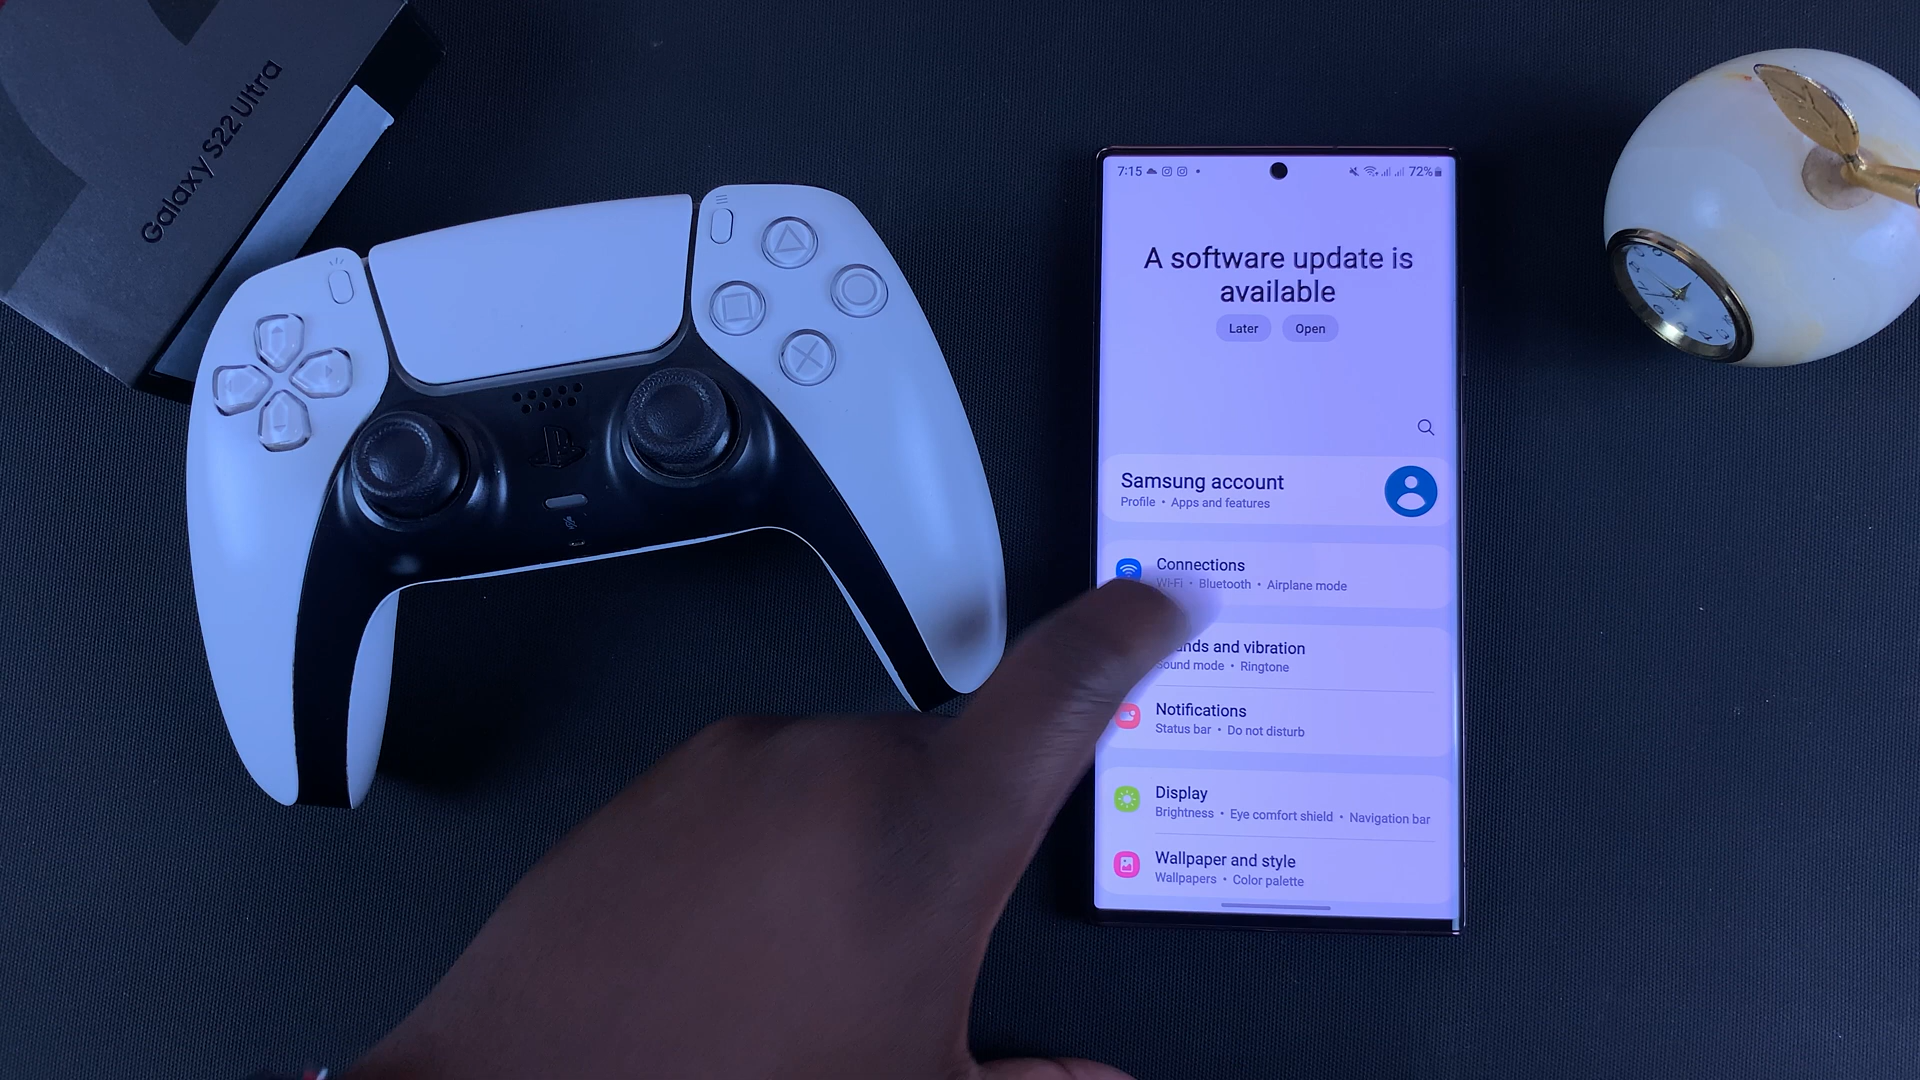 Galaxy S22 Ultra
7:15
72%
A software update is
available
Later
Open
Samsung account
Profile • Apps and features
Connections
Wi-Fi • Bluetooth • Airplane mode
nds and vibration
Sound mode • Ringtone
Notifications
Status bar • Do not disturb
Display
Brightness • Eye comfort shield • Navigation bar
Wallpaper and style
Wallpapers • Color palette